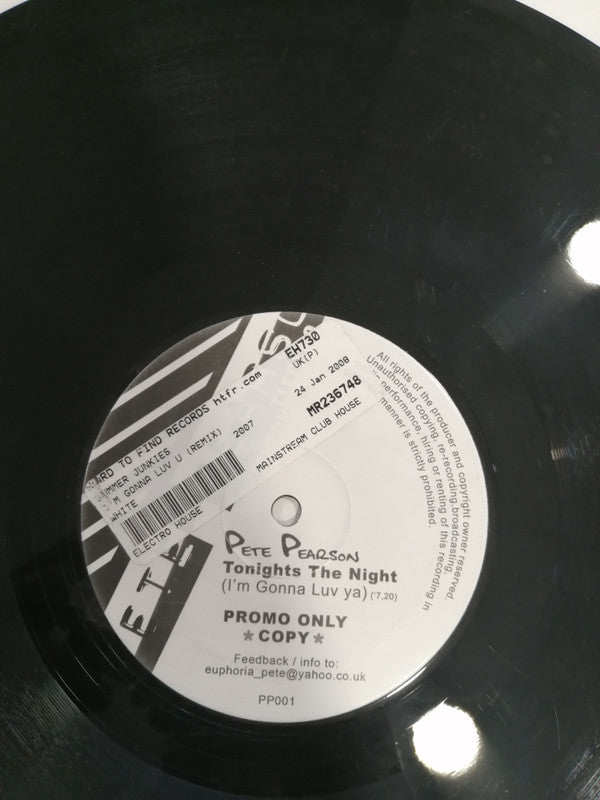 EH730
UK(P)
HARD TO FIND RECORDS htfr.com
24 Jan 2008
SUMMER JUNKIES
MR236748
I'M GONNA LUV U (REMIX)
2007
MAINSTREAM CLUB HOUSE
WHITE
ELECTRO HOUSE
All rights of the producer and copyright owner reserved.
Unauthorised copying, re-recording, broadcasting,
performance, hiring or renting of this recording in
manner is strictly prohibited.
PETE PEARSON
Tonights The Night
(I'm Gonna Luv ya) ('7,20)
PROMO ONLY
*COPY*
Feedback / info to:
euphoria_pete@yahoo.co.uk
PP001